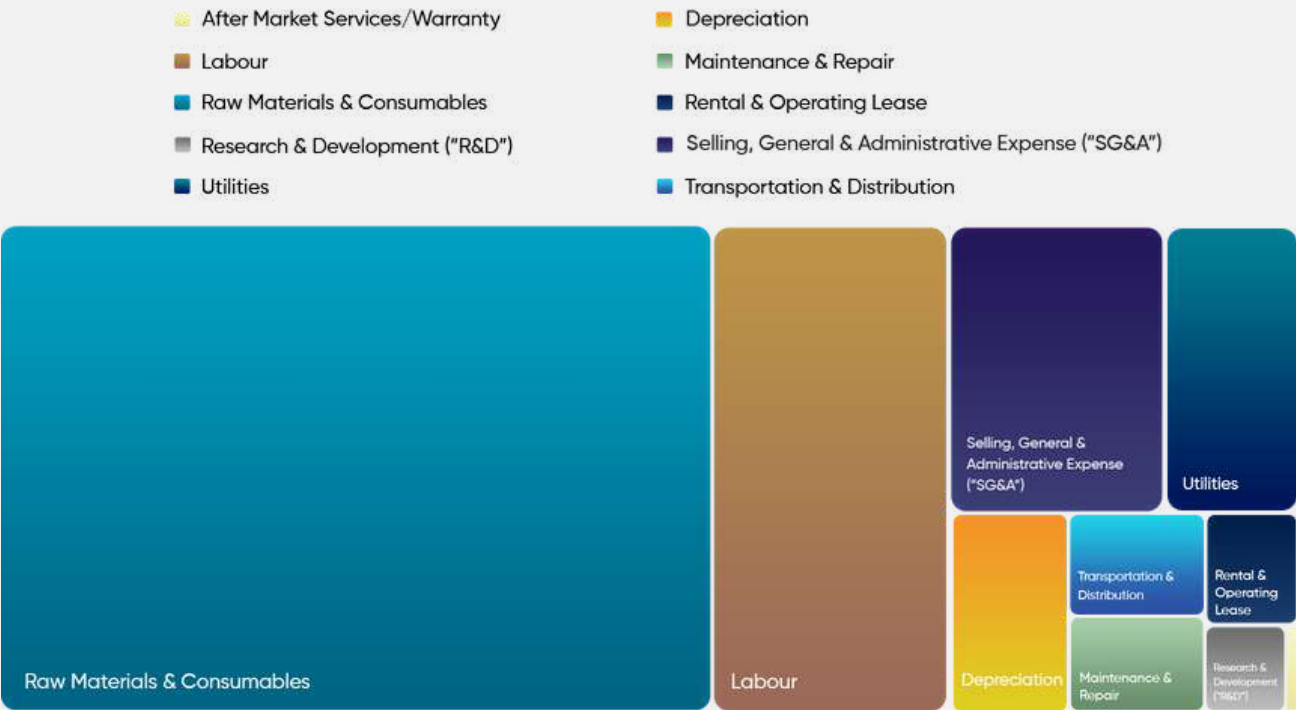 After Market Services/Warranty
Depreciation
Labour
Maintenance & Repair
Raw Materials & Consumables
Rental & Operating Lease
Research & Development ("R&D")
Selling, General & Administrative Expense ("SG&A")
Utilities
Transportation & Distribution
Raw Materials & Consumables
Labour
Selling, General &
Administrative Expense
("SG&A")
Utilities
Depreciation
Transportation &
Distribution
Maintenance &
Repair
Rental &
Operating
Lease
Research &
Development
("R&D")